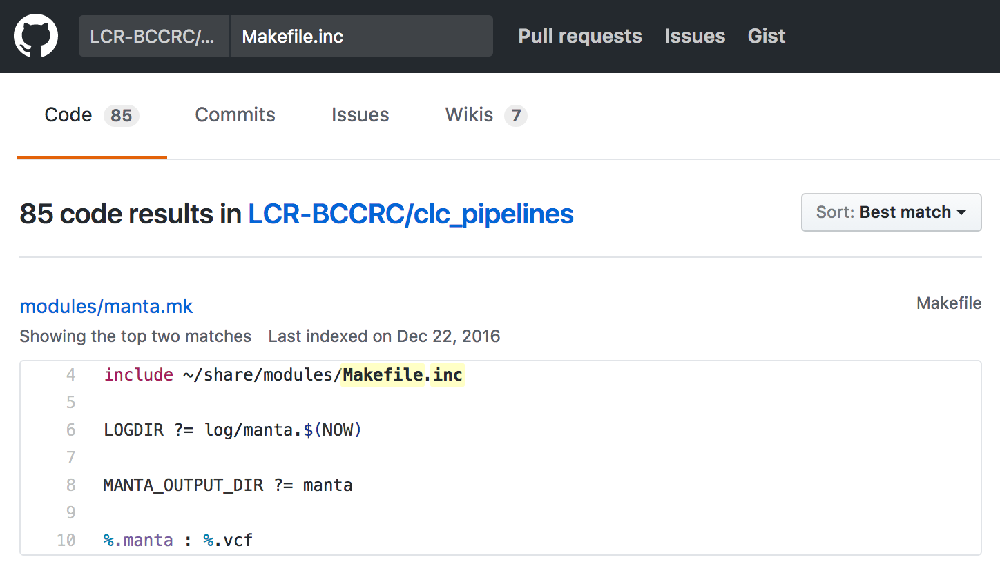 LCR-BCCRC/... Makefile.inc Pull requests Issues Gist
Code 85 Commits Issues Wikis 7
85 code results in LCR-BCCRC/clc_pipelines Sort: Best match
modules/manta.mk Makefile
Showing the top two matches Last indexed on Dec 22, 2016
4 include ~/share/modules/Makefile.inc
5
6 LOGDIR ?= log/manta.$(NOW)
7
8 MANTA_OUTPUT_DIR ?= manta
9
10 %.manta : %.vcf